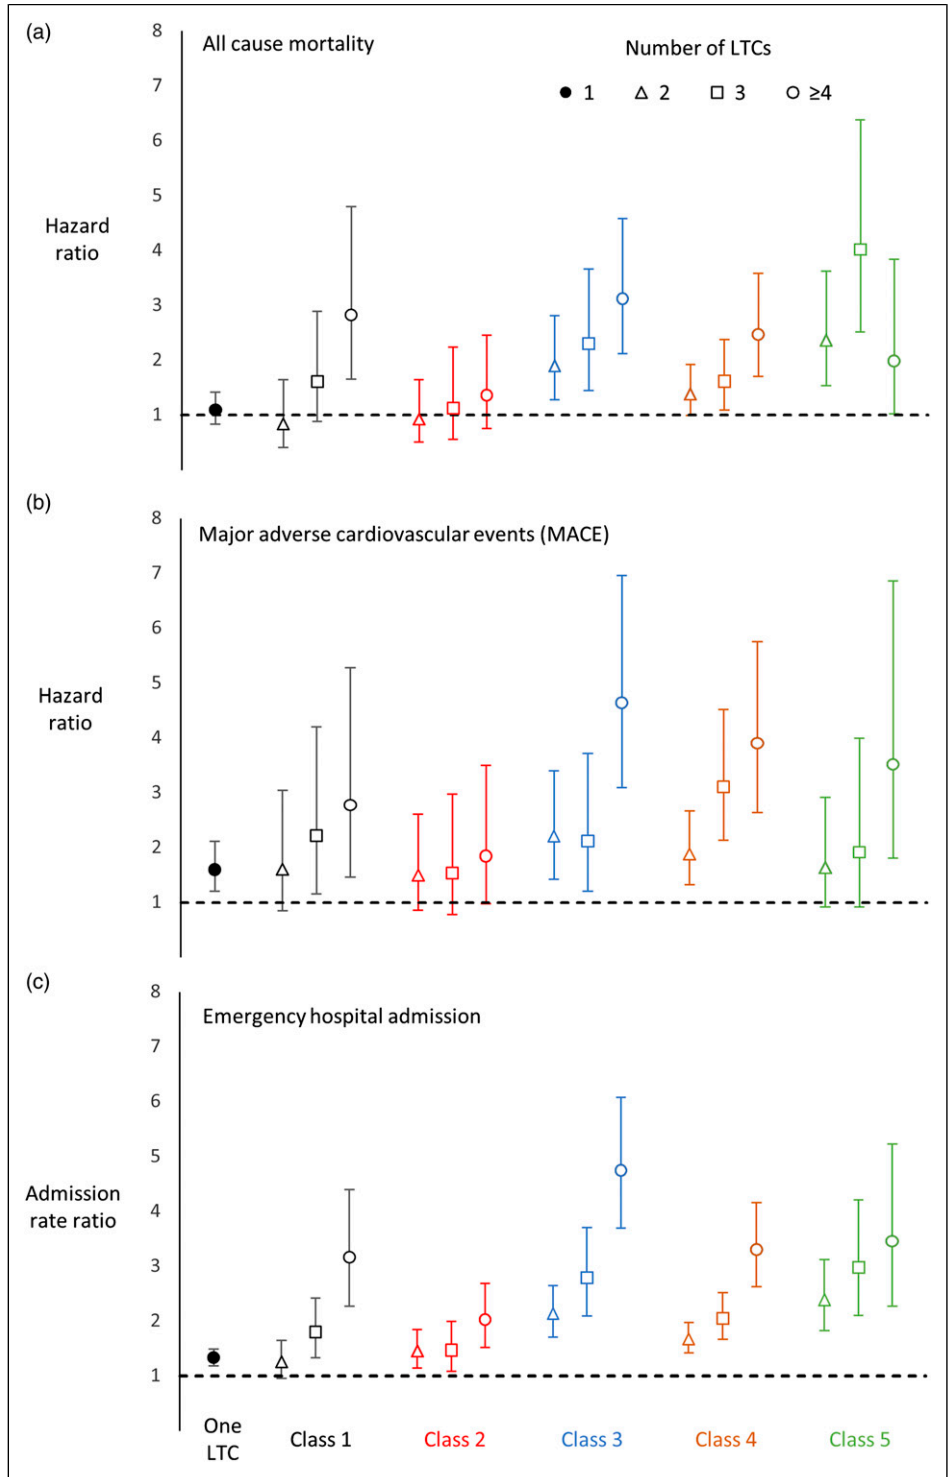 (a)
All cause mortality
Number of LTCs
1 2 3 ≥4
8
7
6
5
4
3
2
1
Hazard
ratio
(b)
Major adverse cardiovascular events (MACE)
8
7
6
5
4
3
2
1
Hazard
ratio
(c)
Emergency hospital admission
8
7
6
5
4
3
2
1
Admission
rate ratio
One
LTC
Class 1 Class 2 Class 3 Class 4 Class 5